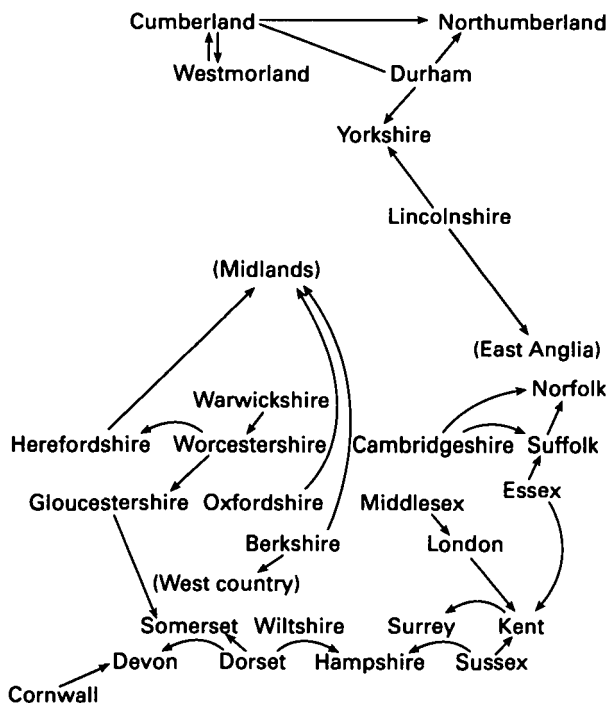 Cumberland Northumberland
Westmorland Durham
Yorkshire
Lincolnshire
(Midlands)
(East Anglia)
Norfolk
Warwickshire
Herefordshire Worcestershire Cambridgeshire Suffolk
Essex
Gloucestershire Oxfordshire Middlesex
Berkshire London
(West country)
Somerset Wiltshire Surrey Kent
Devon Dorset Hampshire Sussex
Cornwall